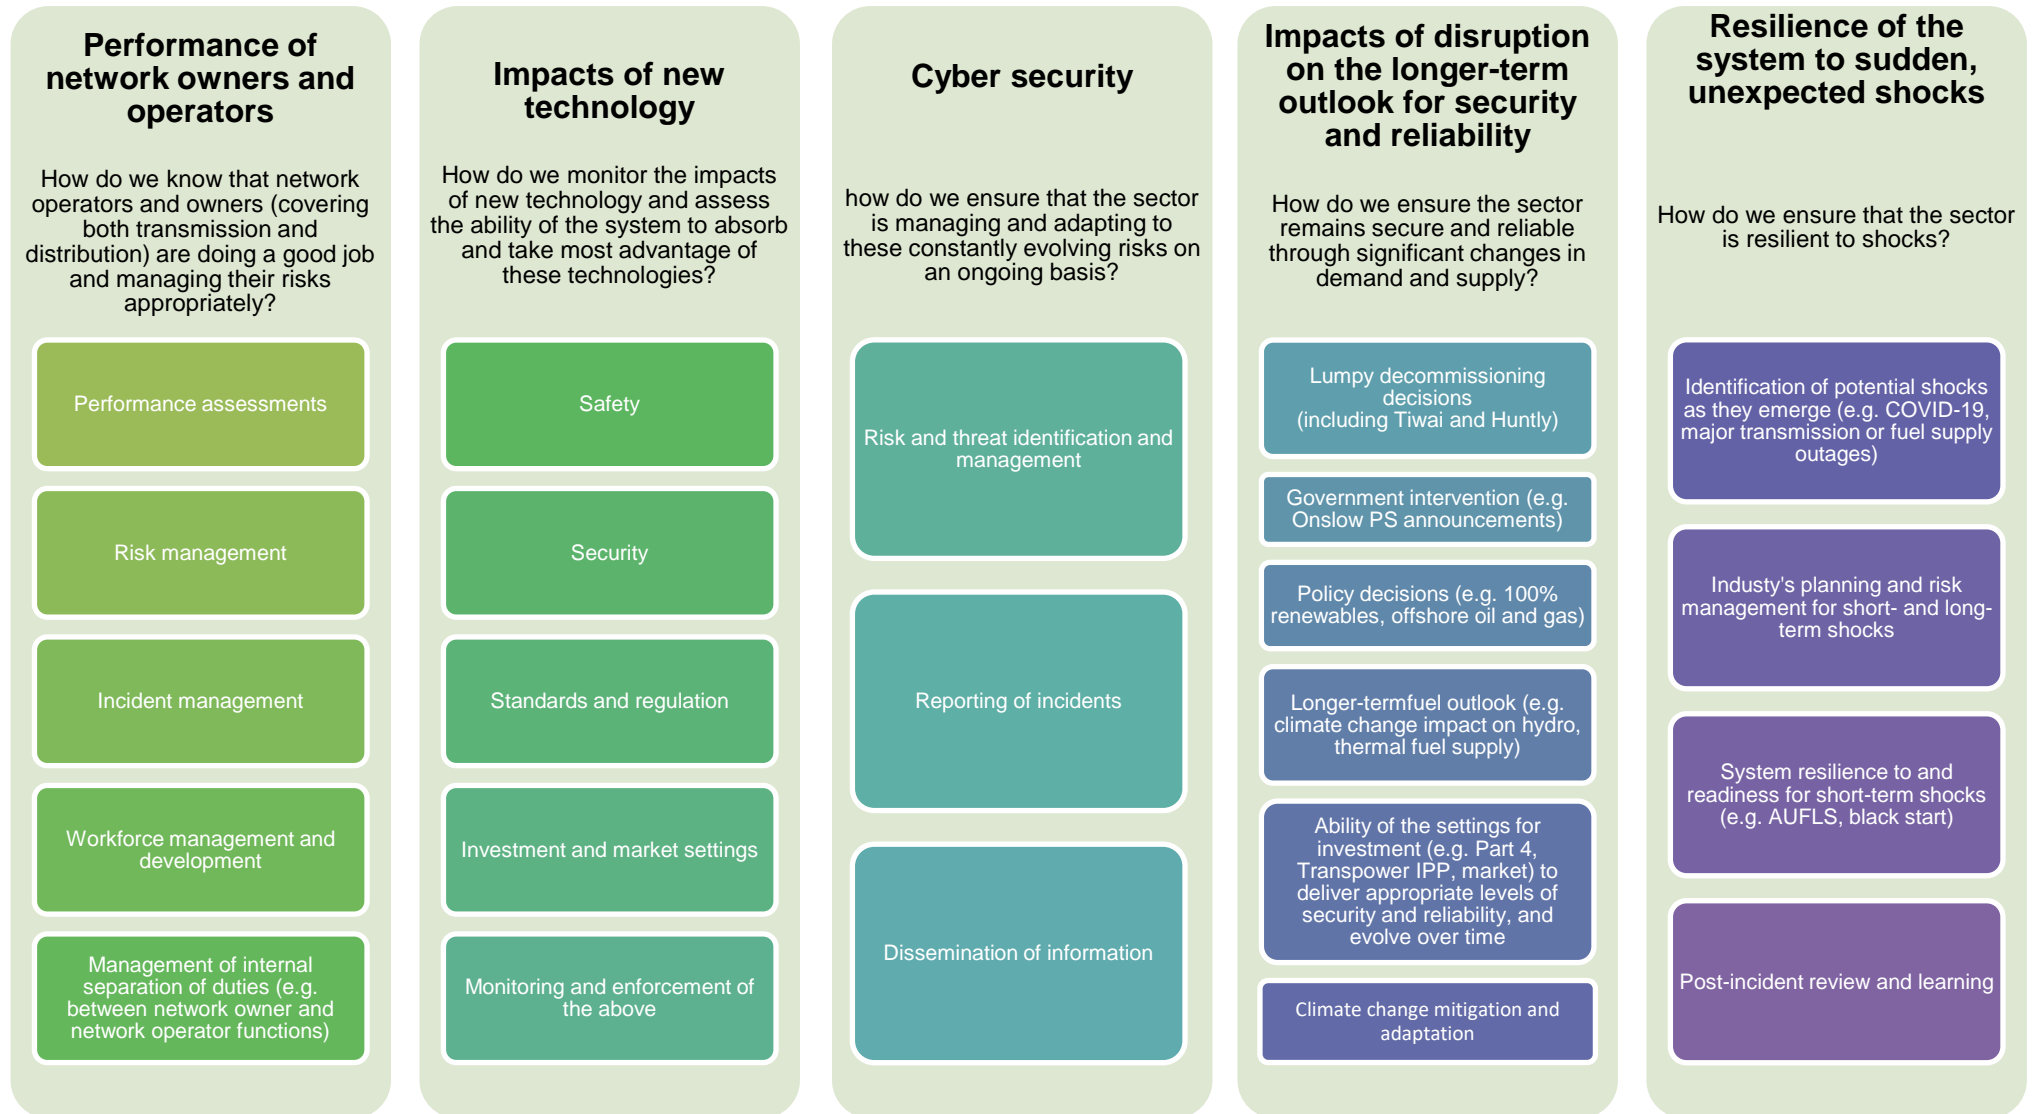 Performance of
network owners and
operators
How do we know that network
operators and owners (covering
both transmission and
distribution) are doing a good job
and managing their risks
appropriately?
Performance assessments
Risk management
Incident management
Workforce management and
development
Management of internal
separation of duties (e.g.
between network owner and
network operator functions)
Impacts of new
technology
How do we monitor the impacts
of new technology and assess
the ability of the system to absorb
and take most advantage of
these technologies?
Safety
Security
Standards and regulation
Investment and market settings
Monitoring and enforcement of
the above
Cyber security
how do we ensure that the sector
is managing and adapting to
these constantly evolving risks on
an ongoing basis?
Risk and threat identification and
management
Reporting of incidents
Dissemination of information
Impacts of disruption
on the longer-term
outlook for security
and reliability
How do we ensure the sector
remains secure and reliable
through significant changes in
demand and supply?
Lumpy decommissioning
decisions
(including Tiwai and Huntly)
Government intervention (e.g.
Onslow PS announcements)
Policy decisions (e.g. 100%
renewables, offshore oil and gas)
Longer-termfuel outlook (e.g.
climate change impact on hydro,
thermal fuel supply)
Ability of the settings for
investment (e.g. Part 4,
Transpower IPP, market) to
deliver appropriate levels of
security and reliability, and
evolve over time
Climate change mitigation and
adaptation
Resilience of the
system to sudden,
unexpected shocks
How do we ensure that the sector
is resilient to shocks?
Identification of potential shocks
as they emerge (e.g. COVID-19,
major transmission or fuel supply
outages)
Industy's planning and risk
management for short- and long-
term shocks
System resilience to and
readiness for short-term shocks
(e.g. AUFLS, black start)
Post-incident review and learning